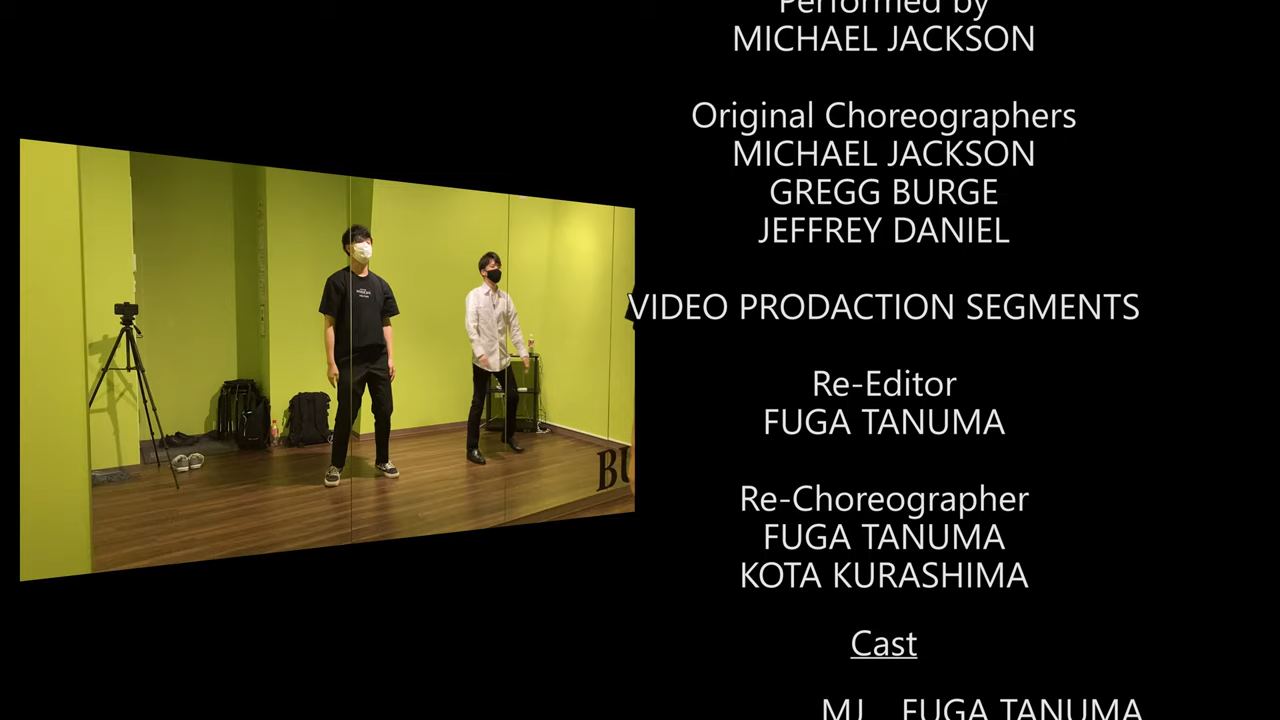 Performed by
MICHAEL JACKSON
Original Choreographers
MICHAEL JACKSON
GREGG BURGE
JEFFREY DANIEL
VIDEO PRODACTION SEGMENTS
Re-Editor
FUGA TANUMA
Re-Choreographer
FUGA TANUMA
KOTA KURASHIMA
Cast
MJ FUGA TANUMA
BU